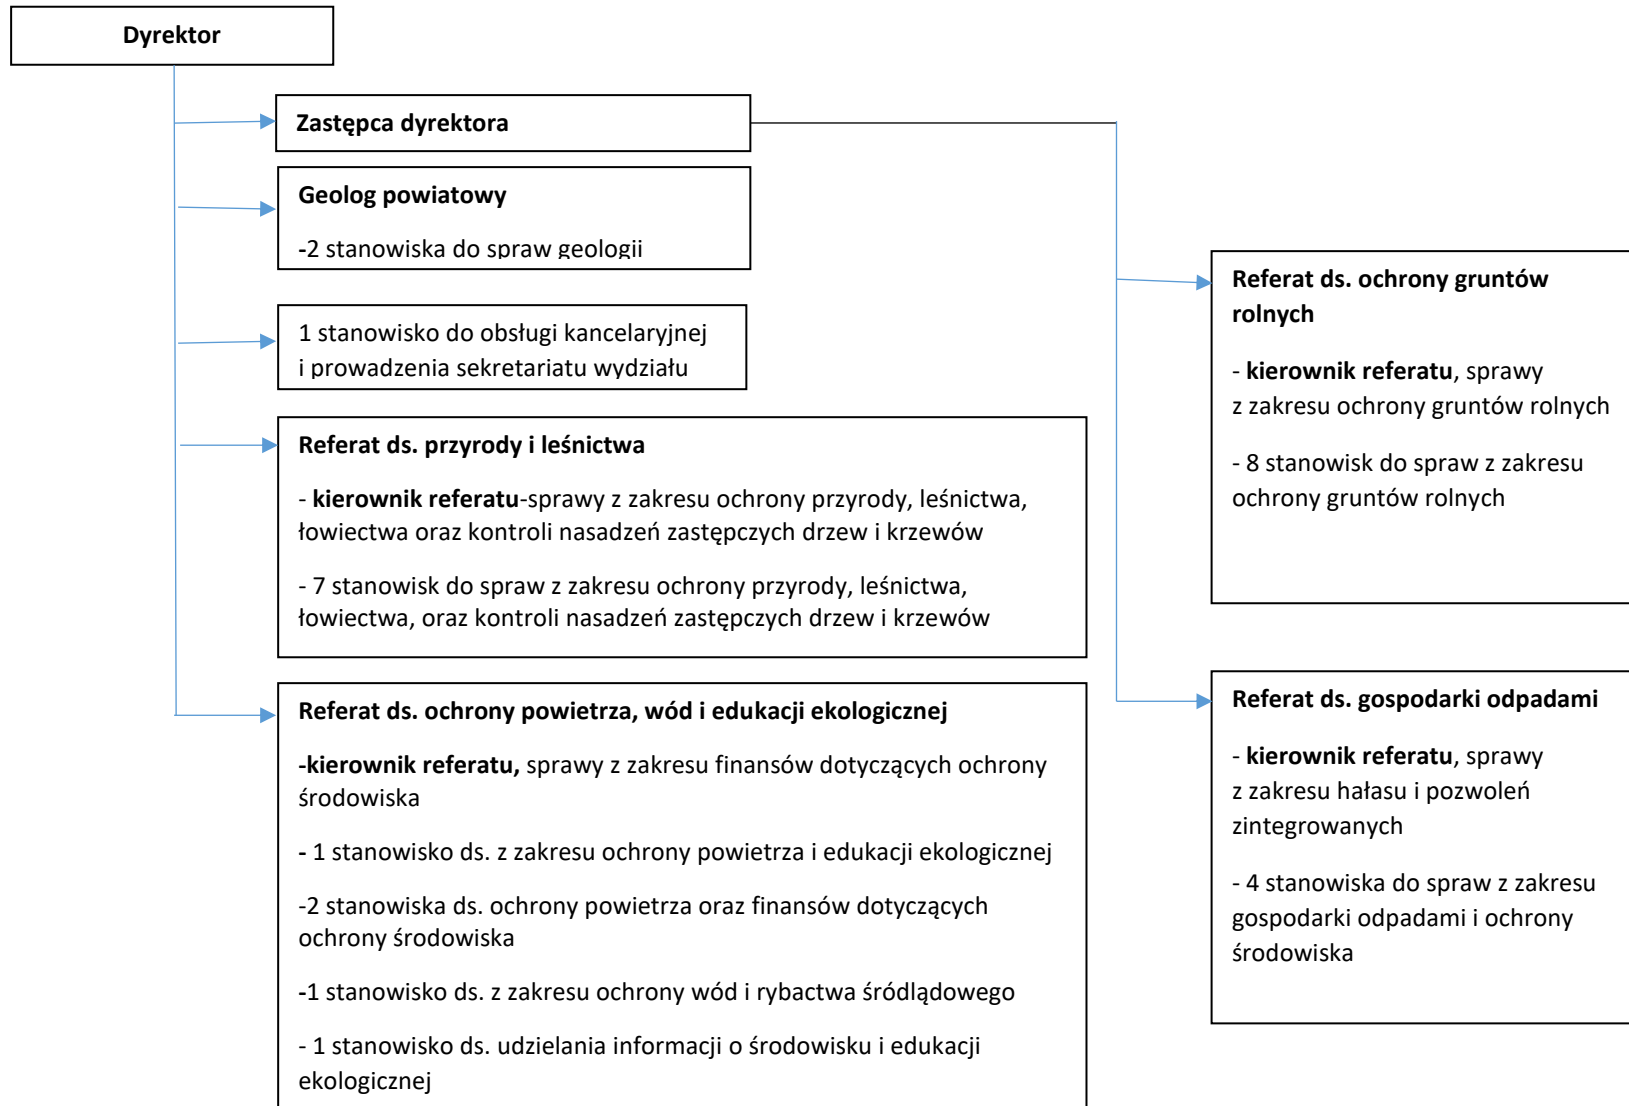 Dyrektor
Zastępca dyrektora
Geolog powiatowy
-2 stanowiska do spraw geologii
1 stanowisko do obsługi kancelaryjnej
i prowadzenia sekretariatu wydziału
Referat ds. przyrody i leśnictwa
- kierownik referatu-sprawy z zakresu ochrony przyrody, leśnictwa,
łowiectwa oraz kontroli nasadzeń zastępczych drzew i krzewów
- 7 stanowisk do spraw z zakresu ochrony przyrody, leśnictwa,
łowiectwa, oraz kontroli nasadzeń zastępczych drzew i krzewów
Referat ds. ochrony powietrza, wód i edukacji ekologicznej
-kierownik referatu, sprawy z zakresu finansów dotyczących ochrony
środowiska
- 1 stanowisko ds. z zakresu ochrony powietrza i edukacji ekologicznej
-2 stanowiska ds. ochrony powietrza oraz finansów dotyczących
ochrony środowiska
-1 stanowisko ds. z zakresu ochrony wód i rybactwa śródlądowego
- 1 stanowisko ds. udzielania informacji o środowisku i edukacji
ekologicznej
Referat ds. ochrony gruntów
rolnych
- kierownik referatu, sprawy
z zakresu ochrony gruntów rolnych
- 8 stanowisk do spraw z zakresu
ochrony gruntów rolnych
Referat ds. gospodarki odpadami
- kierownik referatu, sprawy
z zakresu hałasu i pozwoleń
zintegrowanych
- 4 stanowiska do spraw z zakresu
gospodarki odpadami i ochrony
środowiska